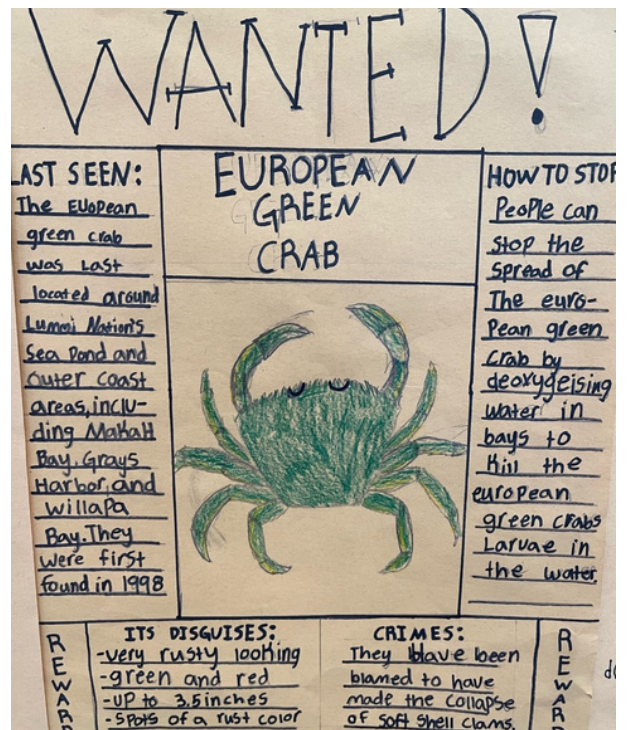 WANTED!
LAST SEEN:
The EUoPean
green crab
was Last
located around
Lummi Nation's
Sea Pond and
outer coast
areas,inclu-
ding MaKaH
Bay, Grays
Harbor, and
Willapa
Bay. They
were first
found in 1998
EUROPEAN
GREEN
CRAB
HOW TO STOP
PeoPle can
stop the
spread of
The euro-
Pean green
crab by
deoxygeising
water in
bays to
Kill the
european
green crabs
Larvae in
the water.
REWAR
ITS DISGUISES:
-very rusty looking
-green and red
-UP to 3.5 inches
-SPots of a rust color
CRIMES:
They have been
blamed to have
made the collapse
of soft shell clams.
REWAR